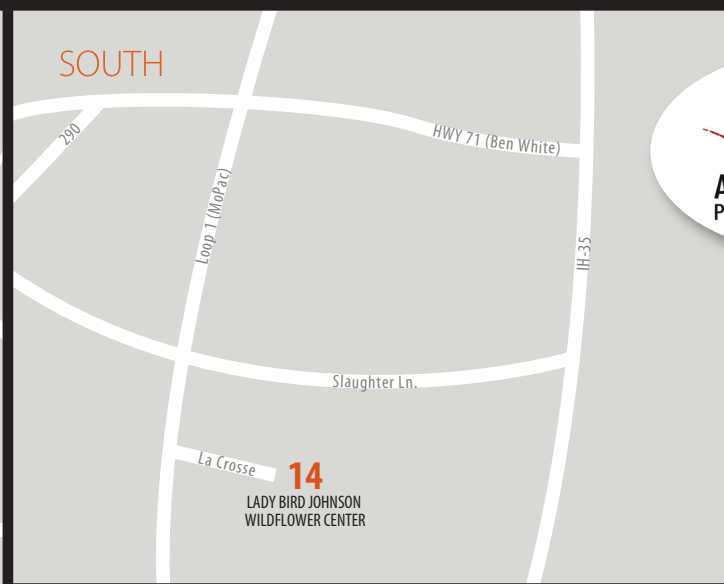 SOUTH
290
HWY 71 (Ben White)
Loop 1 (MoPac)
IH-35
Slaughter Ln.
La Crosse
14
LADY BIRD JOHNSON
WILDFLOWER CENTER